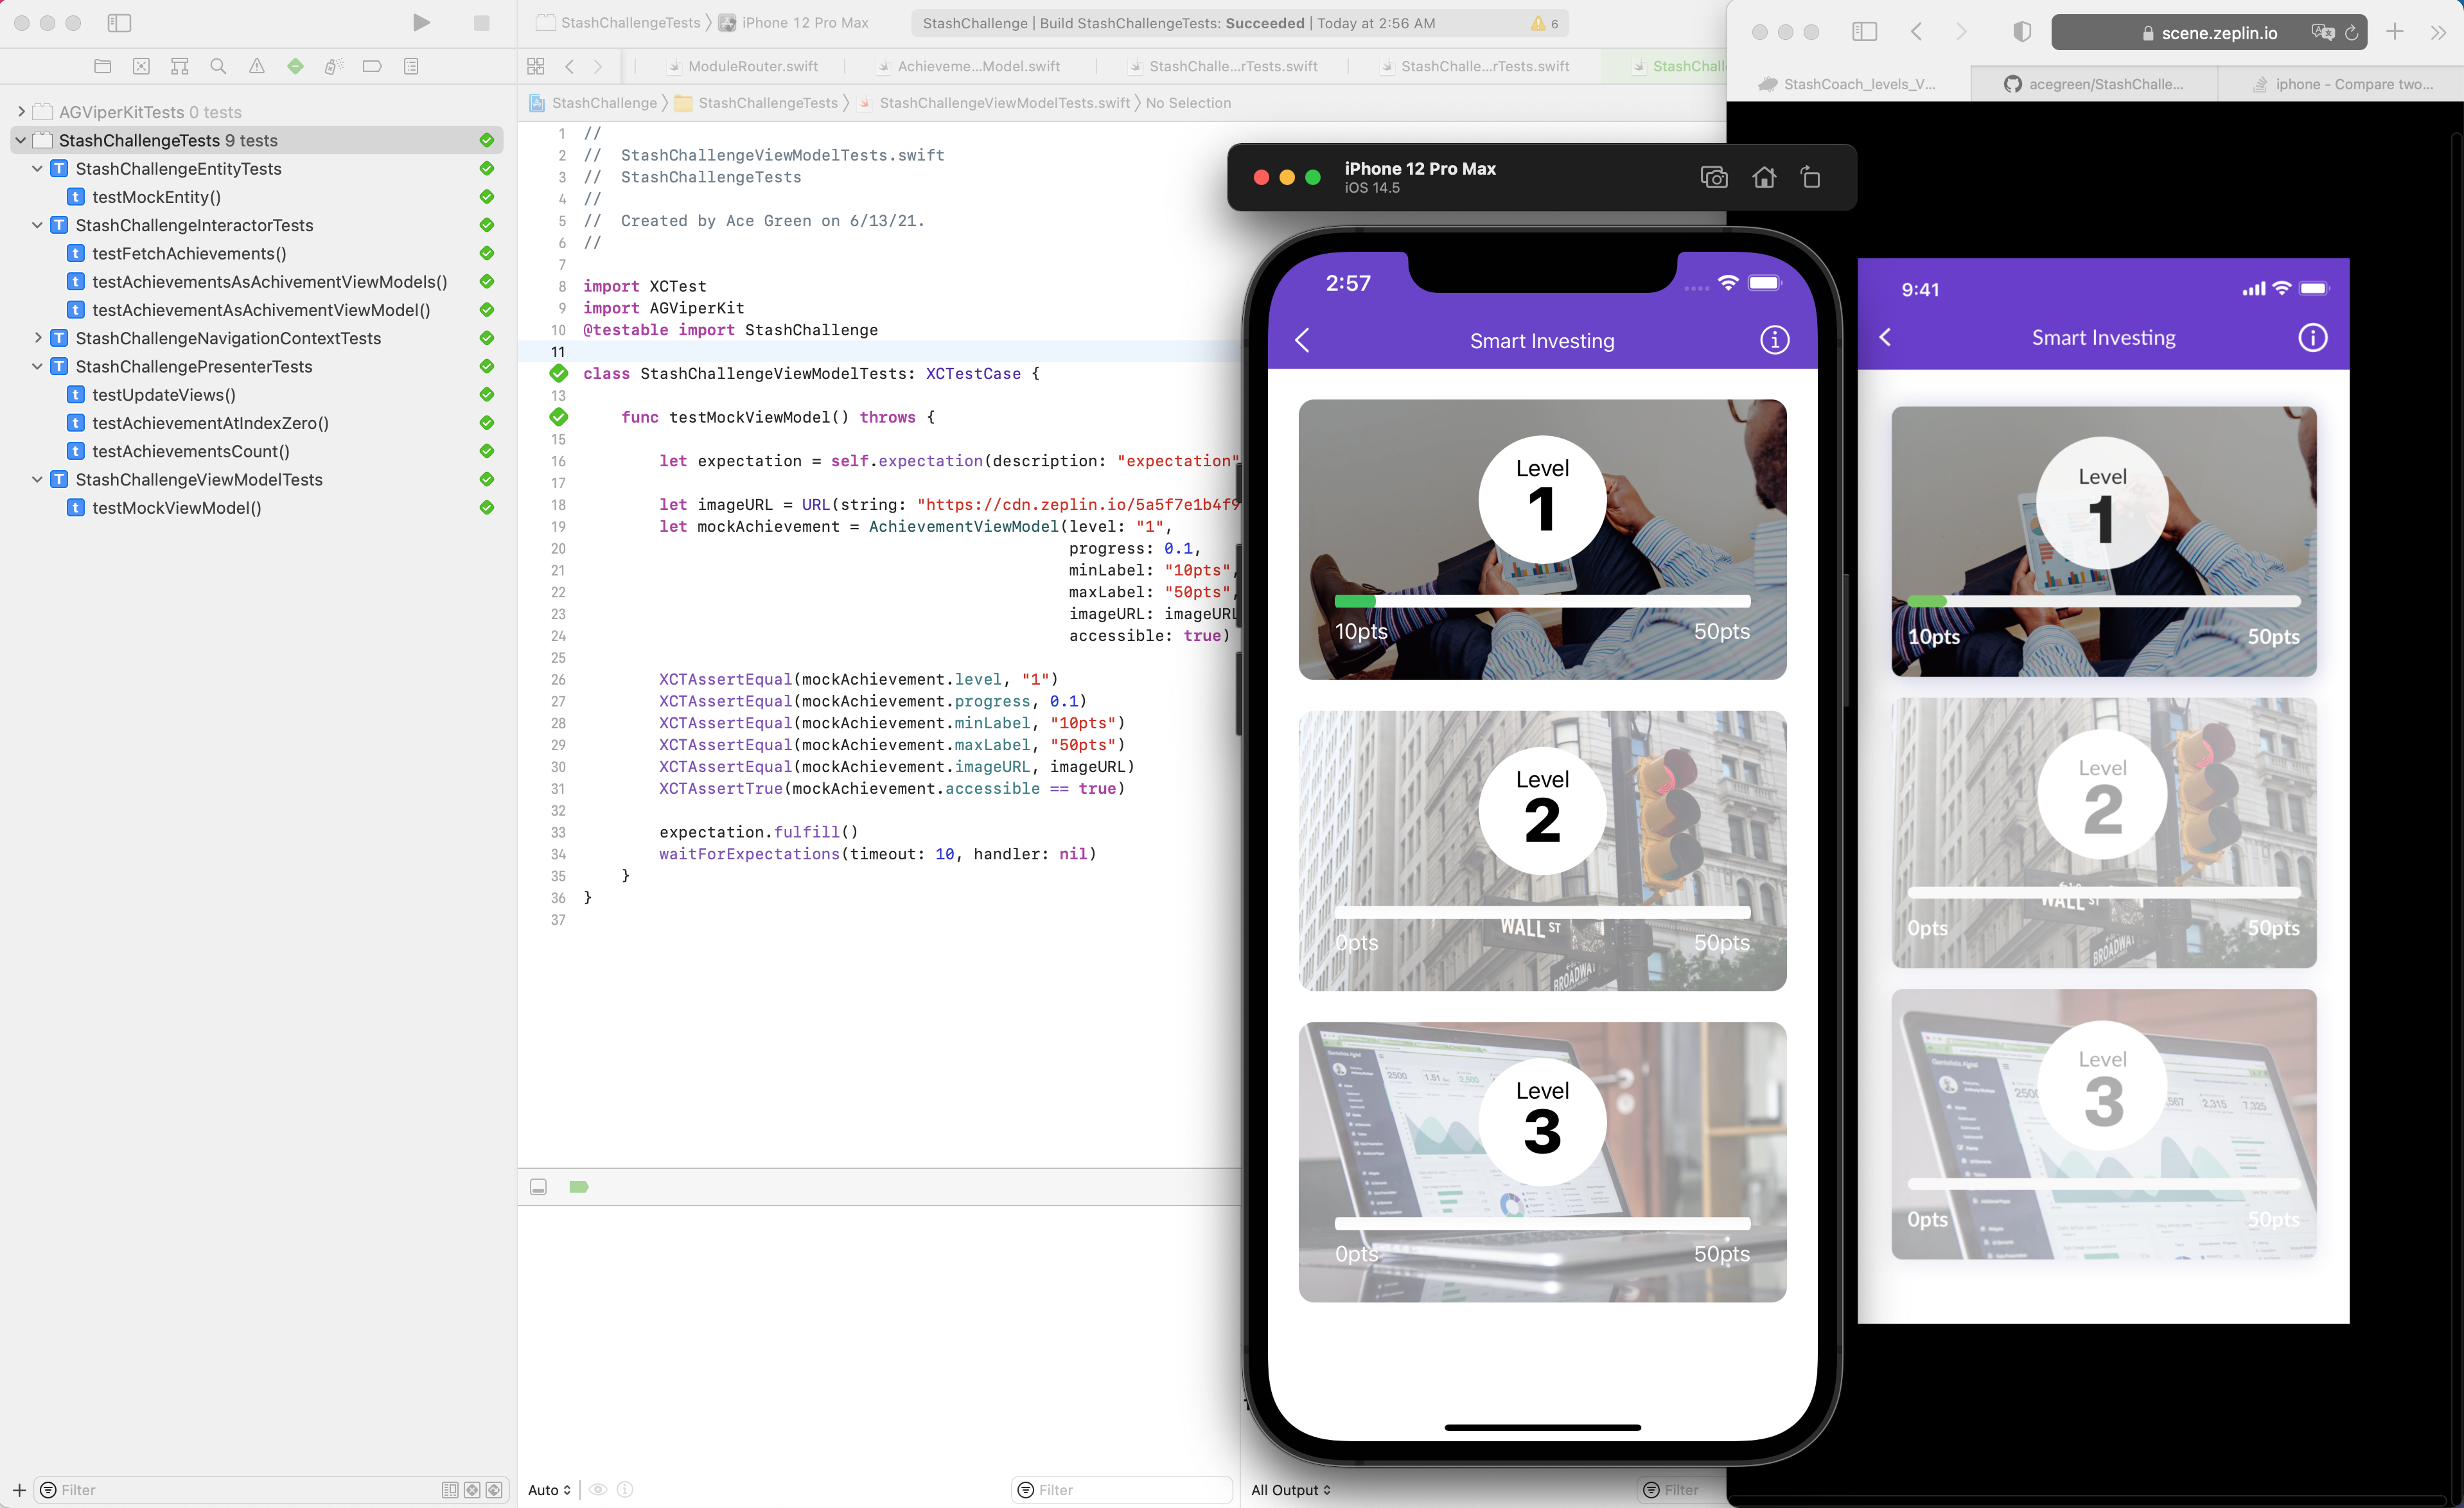 StashChallengeTests
iPhone 12 Pro Max
StashChallenge | Build StashChallengeTests: Succeeded | Today at 2:56 AM
6
scene.zeplin.io
ModuleRouter.swift
Achieveme...Model.swift
StashChalle...rTests.swift
StashChalle...rTests.swift
StashChall
StashCoach_levels_V...
acegreen/StashChalle...
iphone - Compare two...
StashChallenge
StashChallengeTests
StashChallengeViewModelTests.swift
No Selection
AGViperKitTests 0 tests
StashChallengeTests 9 tests
T StashChallengeEntityTests
t testMockEntity()
T StashChallengeInteractorTests
t testFetchAchievements()
t testAchievementsAsAchivementViewModels()
t testAchievementAsAchivementViewModel()
T StashChallengeNavigationContextTests
T StashChallengePresenterTests
t testUpdateViews()
t testAchievementAtIndexZero()
t testAchievementsCount()
T StashChallengeViewModelTests
t testMockViewModel()
Filter
1 //
2 //  StashChallengeViewModelTests.swift
3 //  StashChallengeTests
4 //
5 //  Created by Ace Green on 6/13/21.
6 //
7
8 import XCTest
9 import AGViperKit
10 @testable import StashChallenge
11
class StashChallengeViewModelTests: XCTestCase {
13
func testMockViewModel() throws {
15
16 let expectation = self.expectation(description: "expectation"
17
18 let imageURL = URL(string: "https://cdn.zeplin.io/5a5f7e1b4f9
19 let mockAchievement = AchievementViewModel(level: "1",
20 progress: 0.1,
21 minLabel: "10pts",
22 maxLabel: "50pts",
23 imageURL: imageURL
24 accessible: true)
25
26 XCTAssertEqual(mockAchievement.level, "1")
27 XCTAssertEqual(mockAchievement.progress, 0.1)
28 XCTAssertEqual(mockAchievement.minLabel, "10pts")
29 XCTAssertEqual(mockAchievement.maxLabel, "50pts")
30 XCTAssertEqual(mockAchievement.imageURL, imageURL)
31 XCTAssertTrue(mockAchievement.accessible == true)
32
33 expectation.fulfill()
34 waitForExpectations(timeout: 10, handler: nil)
35 }
36 }
37
Auto
Filter
All Output
Filter
iPhone 12 Pro Max
iOS 14.5
2:57
Smart Investing
Level
1
10pts
50pts
Level
2
WALL ST
0pts
50pts
BROADWAY
Level
3
2500
1.51
2,500
0pts
50pts
9:41
Smart Investing
Level
1
10pts
50pts
Level
2
WALL ST
0pts
50pts
BROADWAY
Level
3
2500
567
2,315
7,325
0pts
50pts